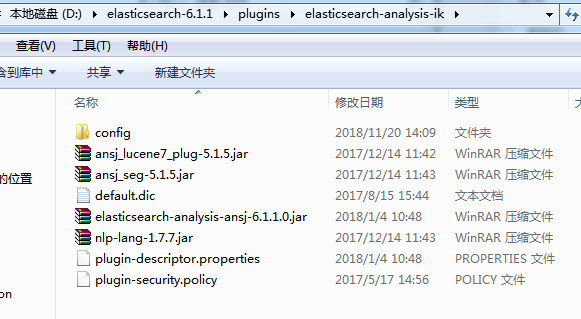 本地磁盘 (D:) ▸ elasticsearch-6.1.1 ▸ plugins ▸ elasticsearch-analysis-ik ▸
查看(V) 工具(T) 帮助(H)
含到库中 共享 新建文件夹
名称 修改日期 类型
config 2018/11/20 14:09 文件夹
ansj_lucene7_plug-5.1.5.jar 2017/12/14 11:42 WinRAR 压缩文件
的位置 ansj_seg-5.1.5.jar 2017/12/14 11:43 WinRAR 压缩文件
default.dic 2017/8/15 15:44 文本文档
elasticsearch-analysis-ansj-6.1.1.0.jar 2018/1/4 10:48 WinRAR 压缩文件
nlp-lang-1.7.7.jar 2017/12/14 11:43 WinRAR 压缩文件
plugin-descriptor.properties 2018/1/4 10:48 PROPERTIES 文件
plugin-security.policy 2017/5/17 14:56 POLICY 文件
on